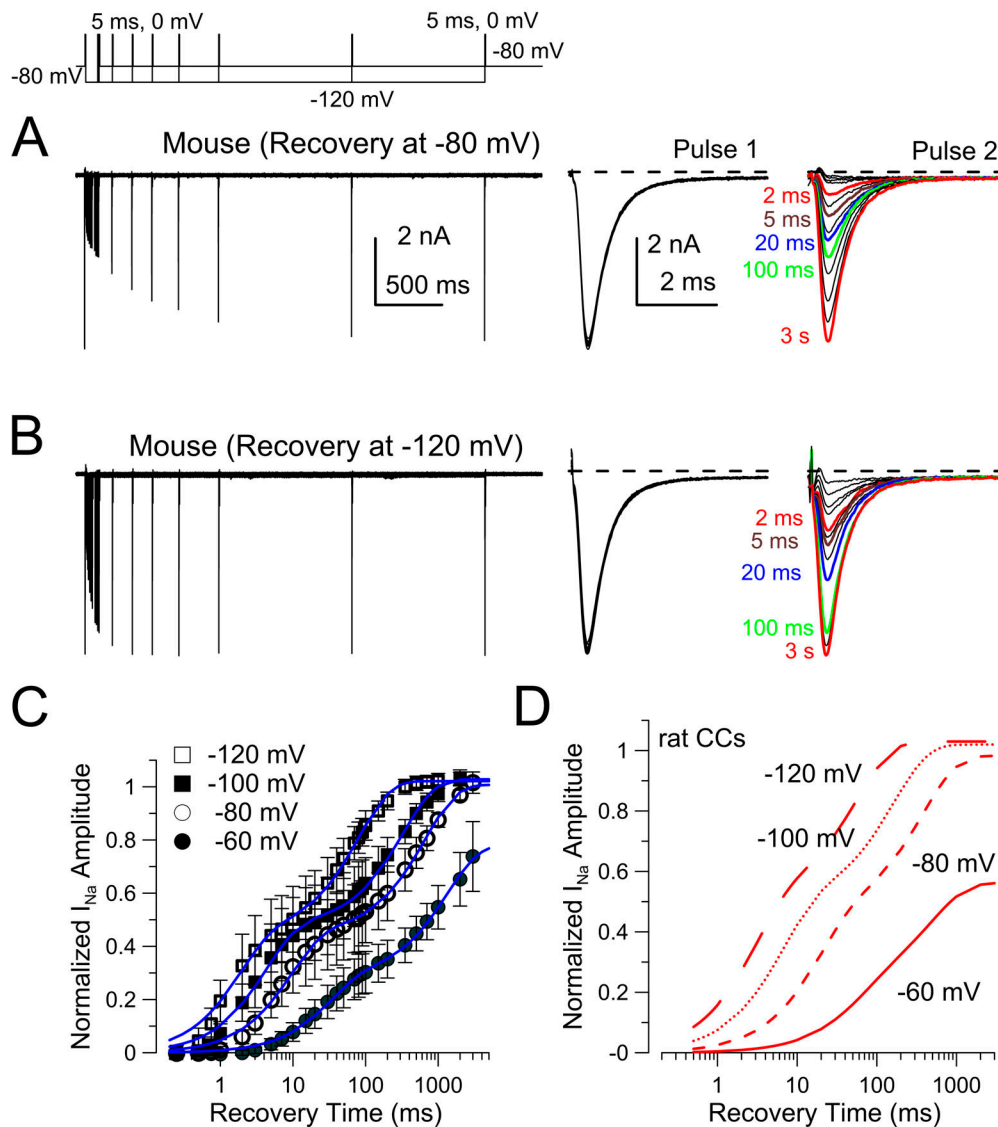 5 ms, 0 mV 5 ms, 0 mV
-80 mV
-80 mV
-120 mV
A
Mouse (Recovery at -80 mV)
Pulse 1
Pulse 2
2 nA
500 ms
2 nA
2 ms
2 ms
5 ms
20 ms
100 ms
3 s
B
Mouse (Recovery at -120 mV)
2 ms
5 ms
20 ms
100 ms
3 s
C
-120 mV
-100 mV
-80 mV
-60 mV
Normalized INa Amplitude
1
0.8
0.6
0.4
0.2
0
1 10 100 1000
Recovery Time (ms)
D
rat CCs
-120 mV
-100 mV
-80 mV
-60 mV
Normalized INa Amplitude
1
0.8
0.6
0.4
0.2
-0
1 10 100 1000
Recovery Time (ms)